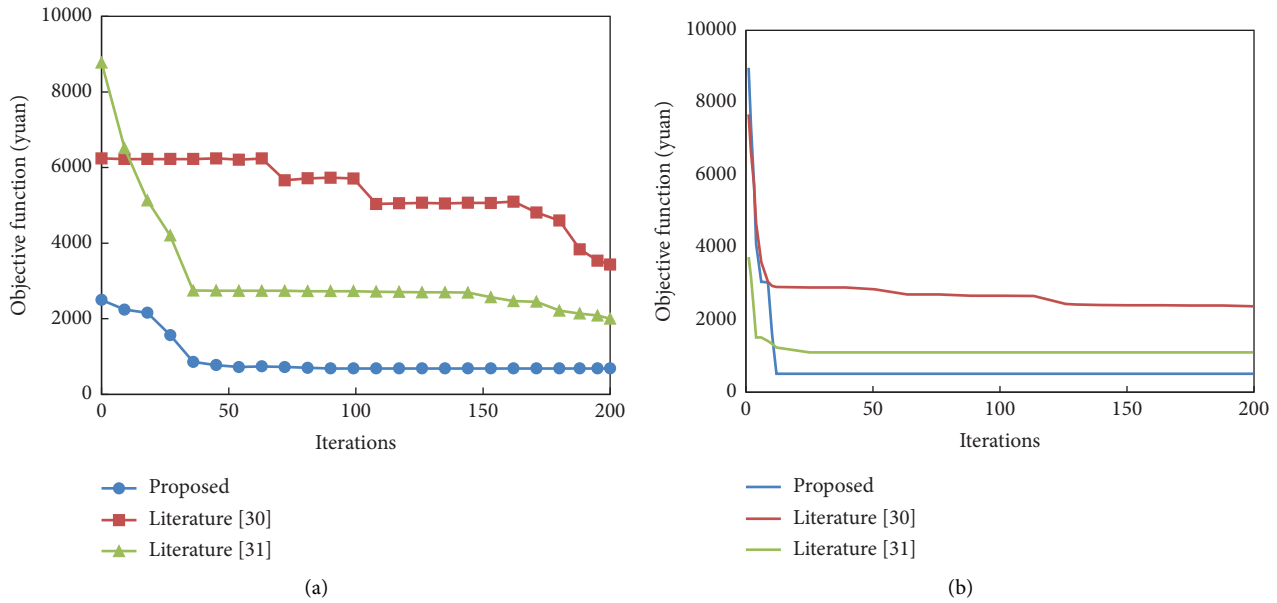 10000
8000
6000
4000
2000
0
Objective function (yuan)
0 50 100 150 200
Iterations
Proposed
Literature [30]
Literature [31]
(a)
10000
8000
6000
4000
2000
0
Objective function (yuan)
0 50 100 150 200
Iterations
Proposed
Literature [30]
Literature [31]
(b)